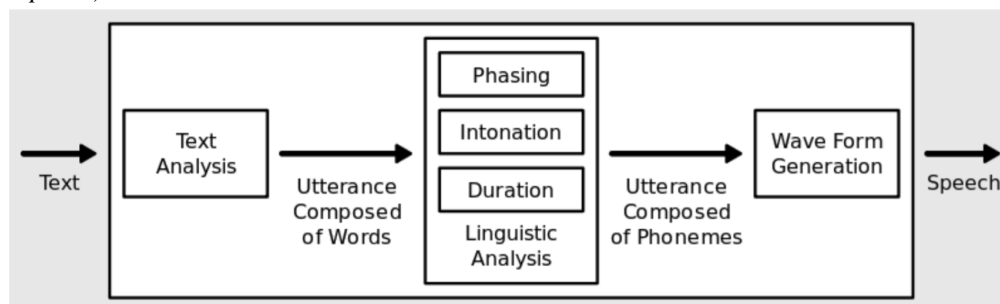 Text
Text
Analysis
Utterance
Composed
of Words
Phasing
Intonation
Duration
Linguistic
Analysis
Utterance
Composed
of Phonemes
Wave Form
Generation
Speech